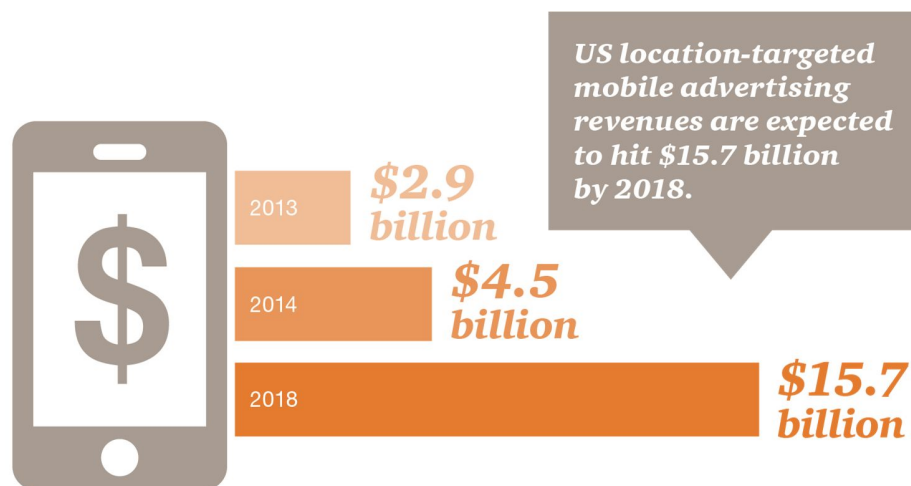 US location-targeted
mobile advertising
revenues are expected
to hit $15.7 billion
by 2018.
$
2013
$2.9
billion
2014
$4.5
billion
2018
$15.7
billion